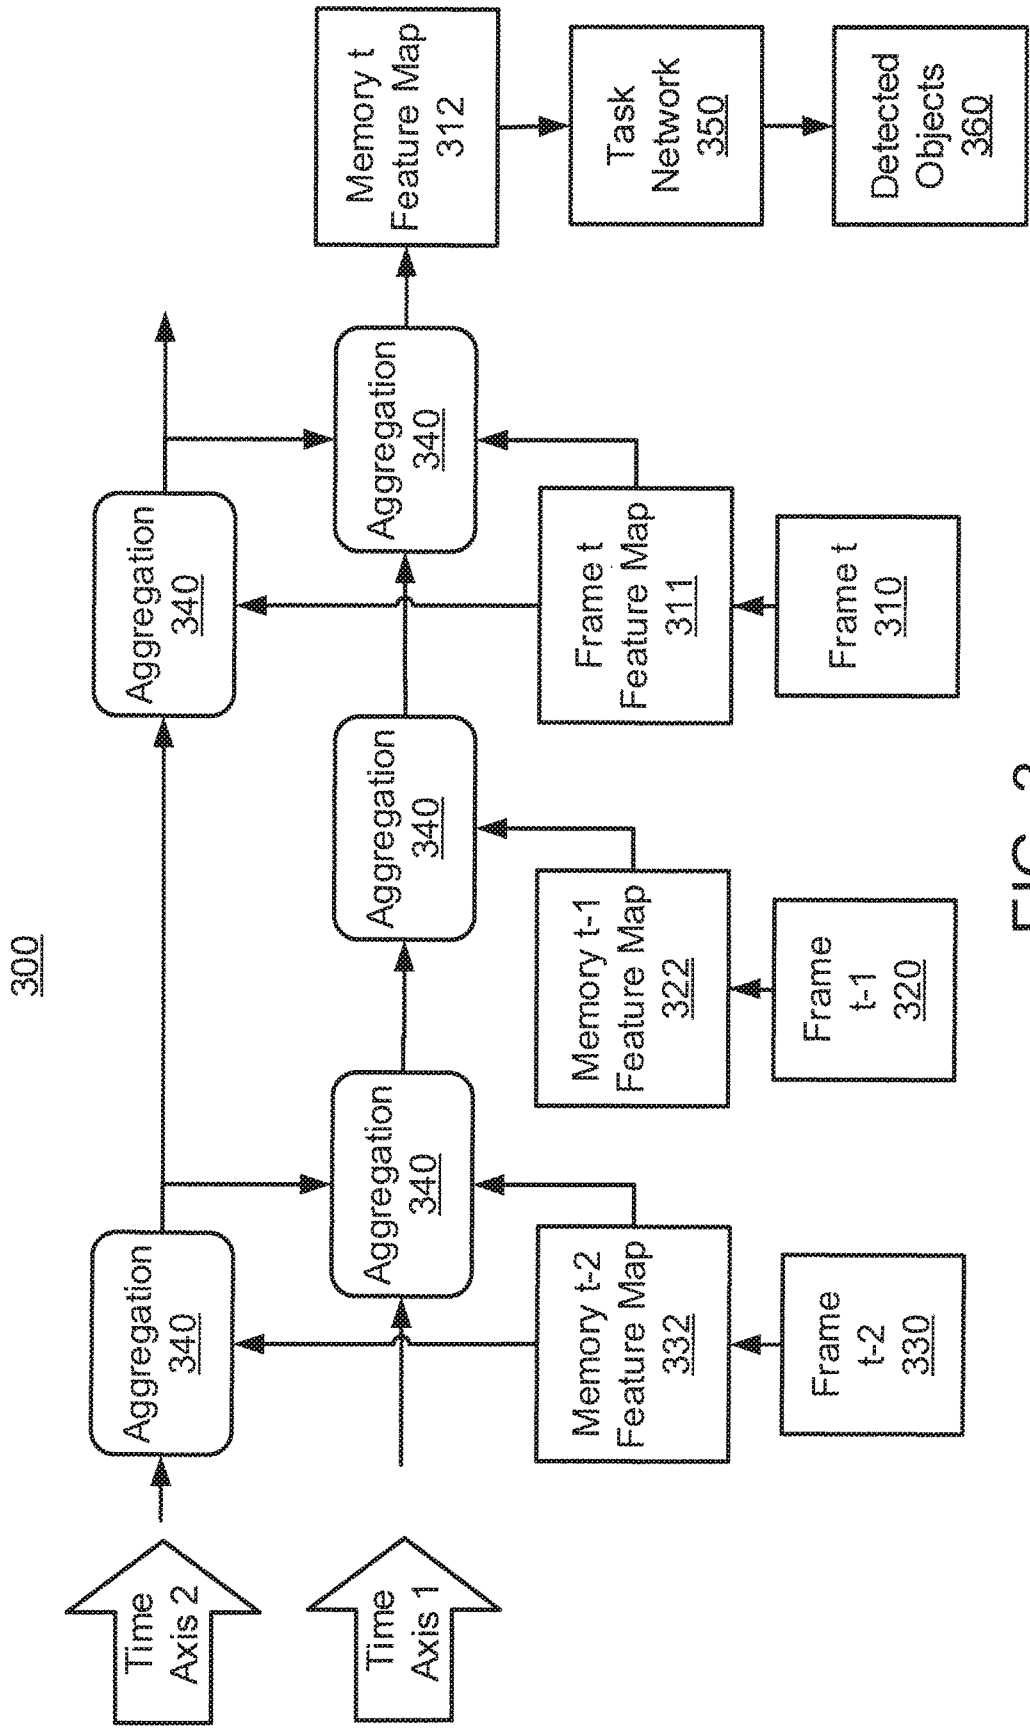 300
Time
Axis 2
Aggregation
340
Aggregation
340
Time
Axis 1
Aggregation
340
Aggregation
340
Aggregation
340
Memory t
Feature Map
312
Memory t-2
Feature Map
332
Memory t-1
Feature Map
322
Frame t
Feature Map
311
Task
Network
350
Frame
t-2
330
Frame
t-1
320
Frame t
310
Detected
Objects
360
FIG